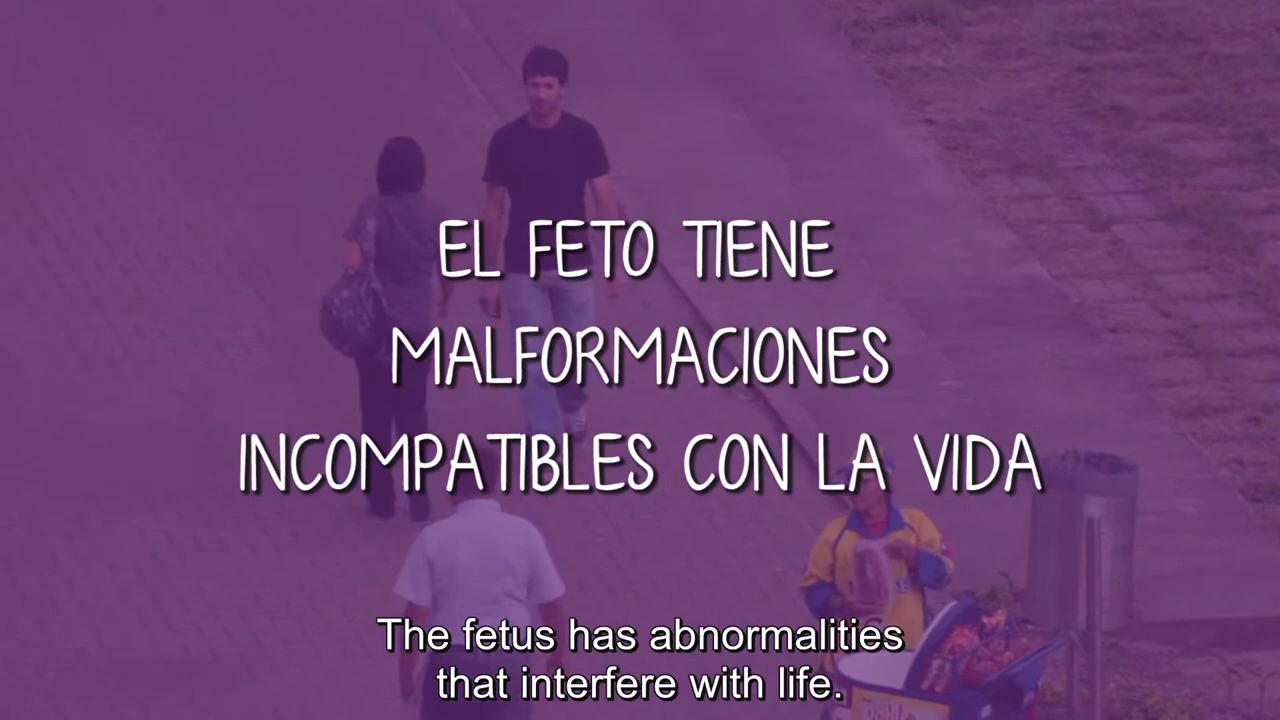 EL FETO TIENE
MALFORMACIONES
INCOMPATIBLES CON LA VIDA
The fetus has abnormalities
that interfere with life.